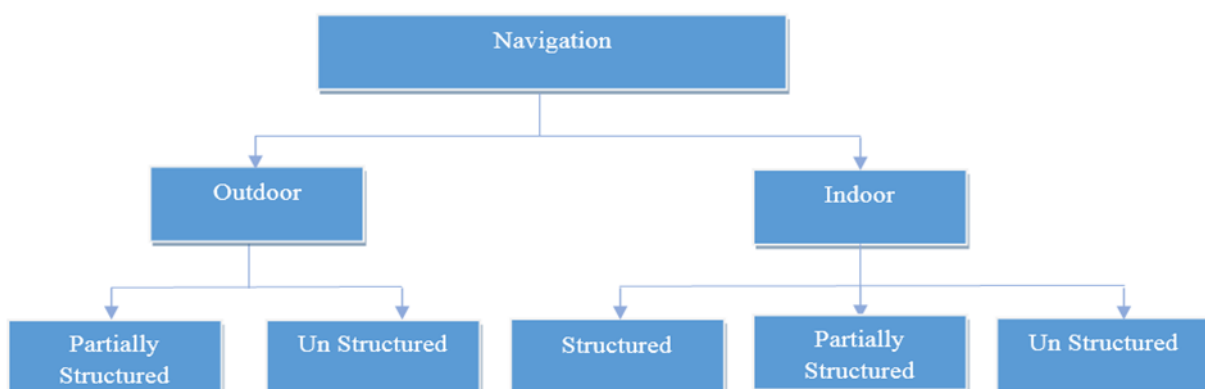 Navigation
Outdoor
Indoor
Partially
Structured
Un Structured
Structured
Partially
Structured
Un Structured